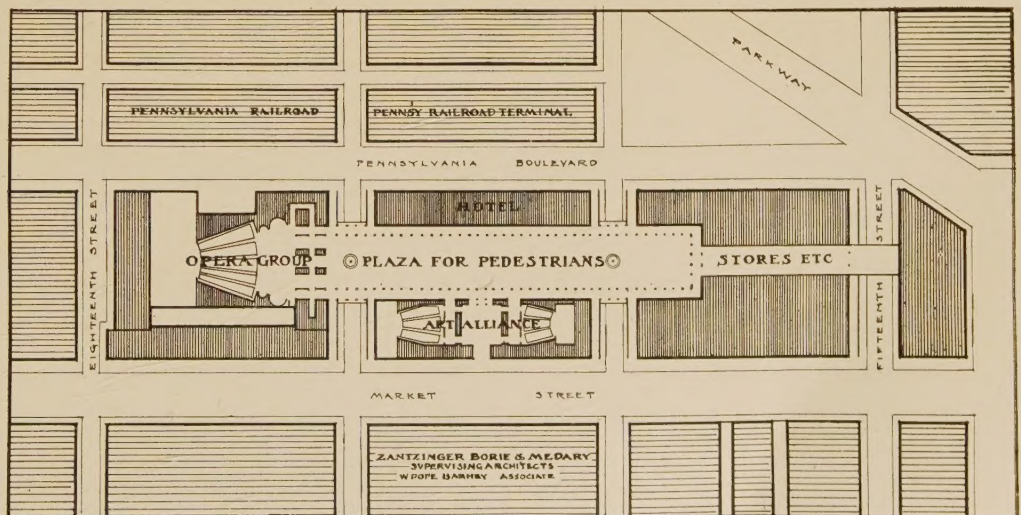 PARKWAY
PENNSYLVANIA RAILROAD
PENNSY RAILROAD TERMINAL
PENNSYLVANIA BOULEVARD
EIGHTEENTH STREET
HOTEL
FIFTEENTH STREET
OPERA GROUP
PLAZA FOR PEDESTRIANS
STORES ETC
ART ALLIANCE
MARKET STREET
ZANTZINGER BORIE & MEDARY
SUPERVISING ARCHITECTS
W POPE BARNEY ASSOCIATE